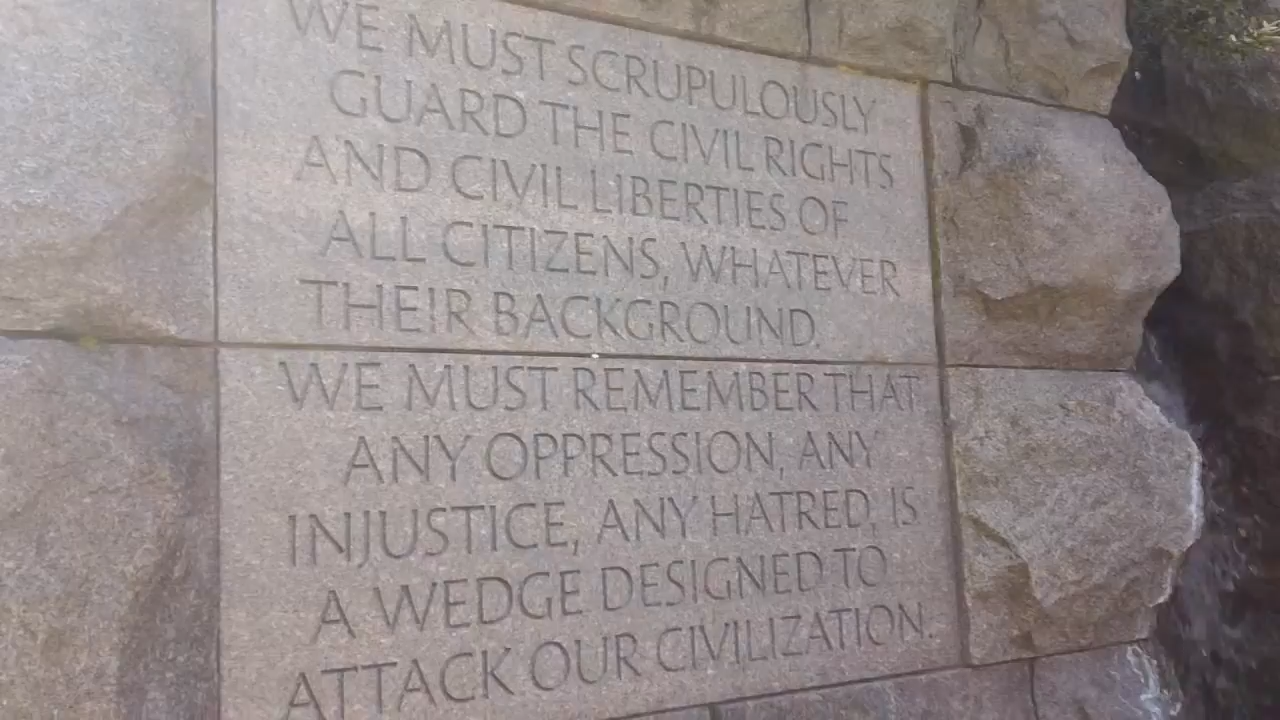 WE MUST SCRUPULOUSLY
GUARD THE CIVIL RIGHTS
AND CIVIL LIBERTIES OF
ALL CITIZENS, WHATEVER
THEIR BACKGROUND.
WE MUST REMEMBER THAT
ANY OPPRESSION, ANY
INJUSTICE, ANY HATRED, IS
A WEDGE DESIGNED TO
ATTACK OUR CIVILIZATION.